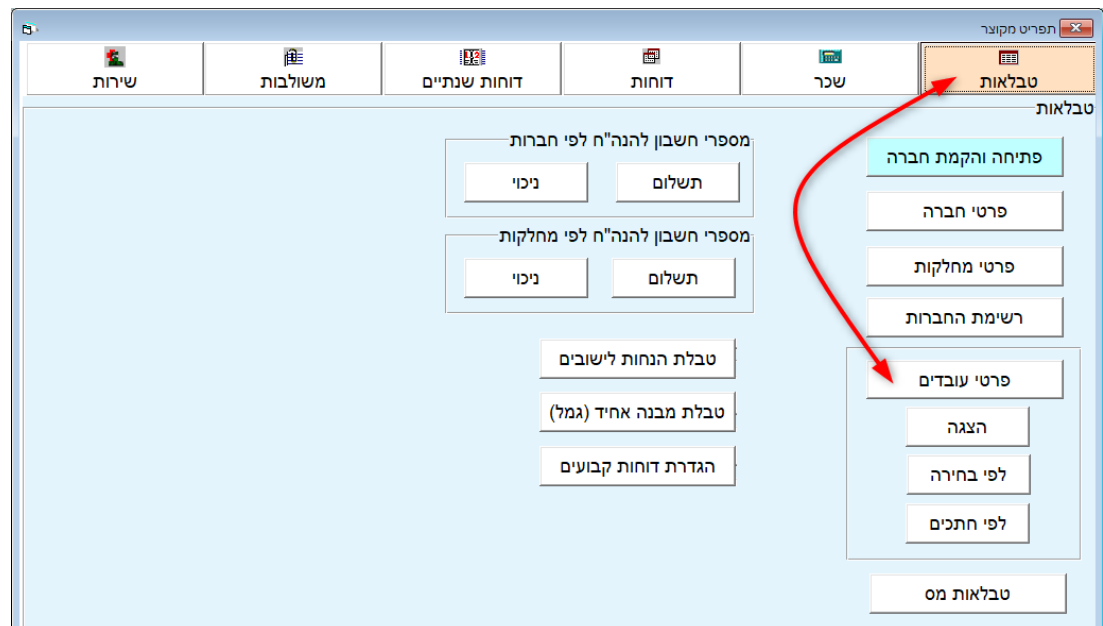 תפריט מקוצר
טבלאות
שכר
דוחות
דוחות שנתיים
משולבות
שירות
טבלאות
פתיחה והקמת חברה
פרטי חברה
פרטי מחלקות
רשימת החברות
פרטי עובדים
הצגה
לפי בחירה
לפי חתכים
טבלאות מס
מספרי חשבון להנה"ח לפי חברות
תשלום
ניכוי
מספרי חשבון להנה"ח לפי מחלקות
תשלום
ניכוי
טבלת הנחות לישובים
טבלת מבנה אחיד (גמל)
הגדרת דוחות קבועים